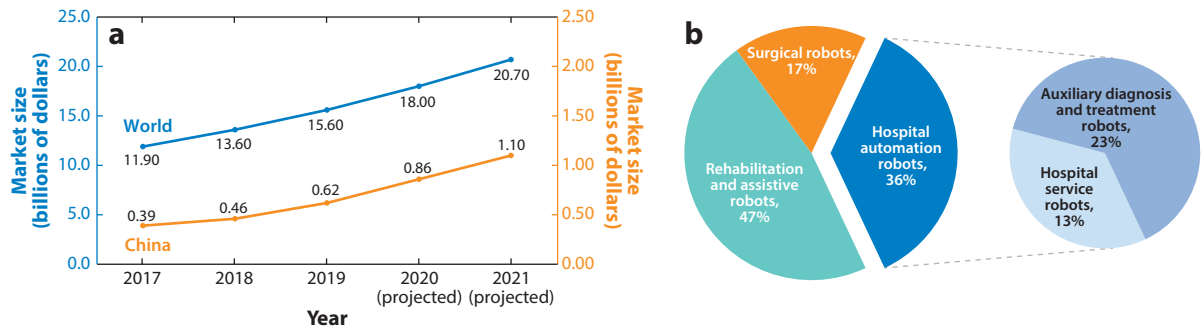 a
Market size
(billions of dollars)
25.0
20.0
15.0
10.0
5.0
0.0
World
11.90
13.60
15.60
18.00
20.70
China
0.39
0.46
0.62
0.86
1.10
2.50
2.00
1.50
1.00
0.50
0.00
Market size
(billions of dollars)
2017
2018
2019
2020
(projected)
2021
(projected)
Year
b
Surgical robots,
17%
Rehabilitation
and assistive
robots,
47%
Hospital
automation
robots,
36%
Auxiliary diagnosis
and treatment
robots,
23%
Hospital
service
robots,
13%